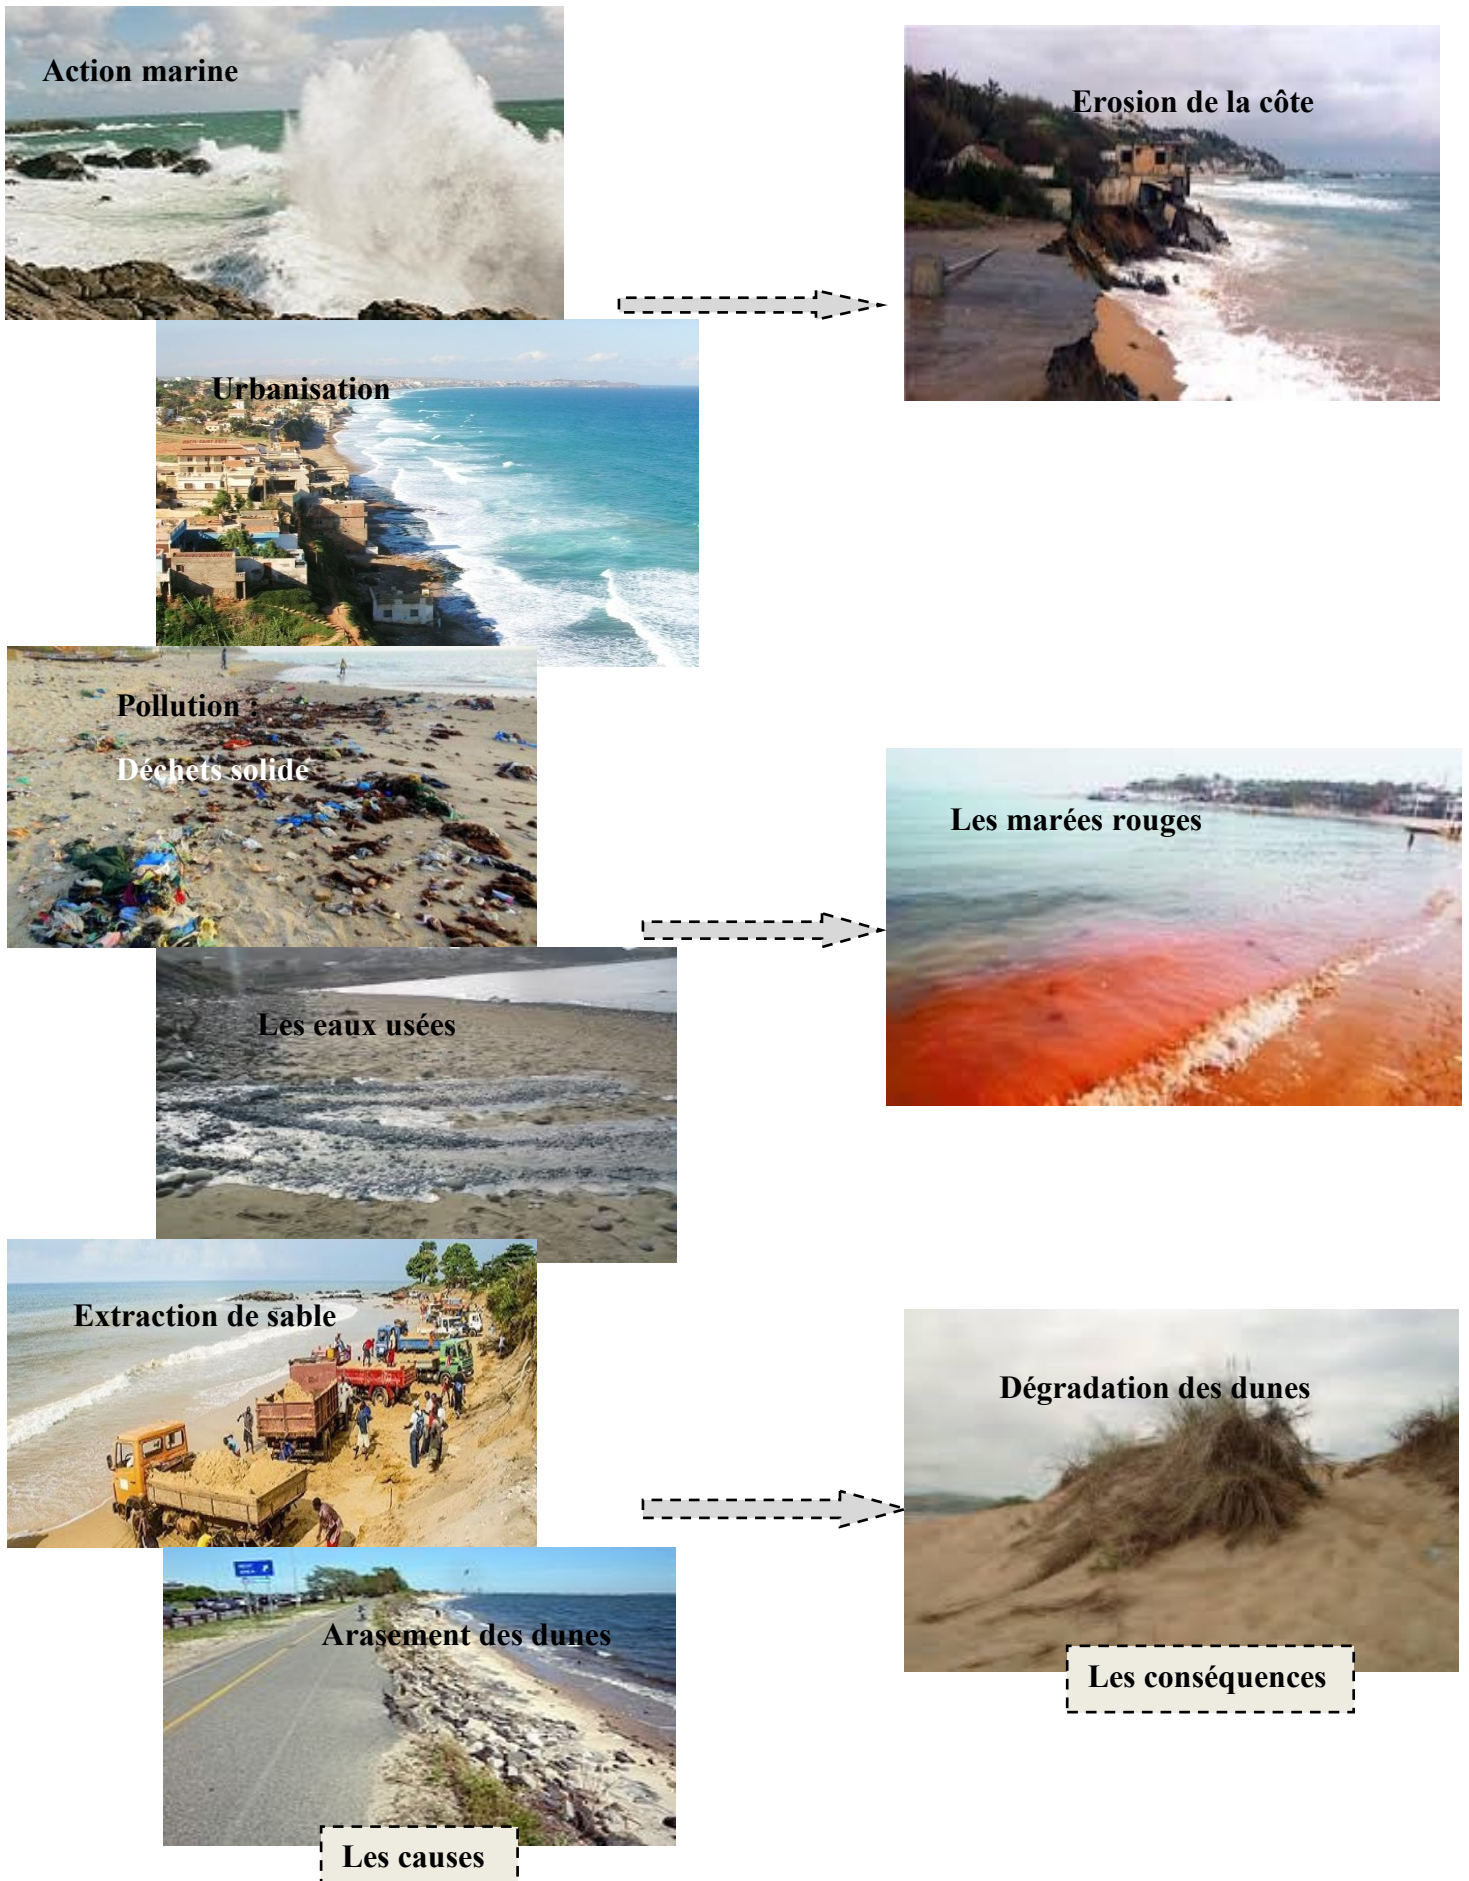 Action marine
Erosion de la côte
Urbanisation
Pollution :
Déchets solide
Les marées rouges
Les eaux usées
Extraction de sable
Dégradation des dunes
Arasement des dunes
Les conséquences
Les causes